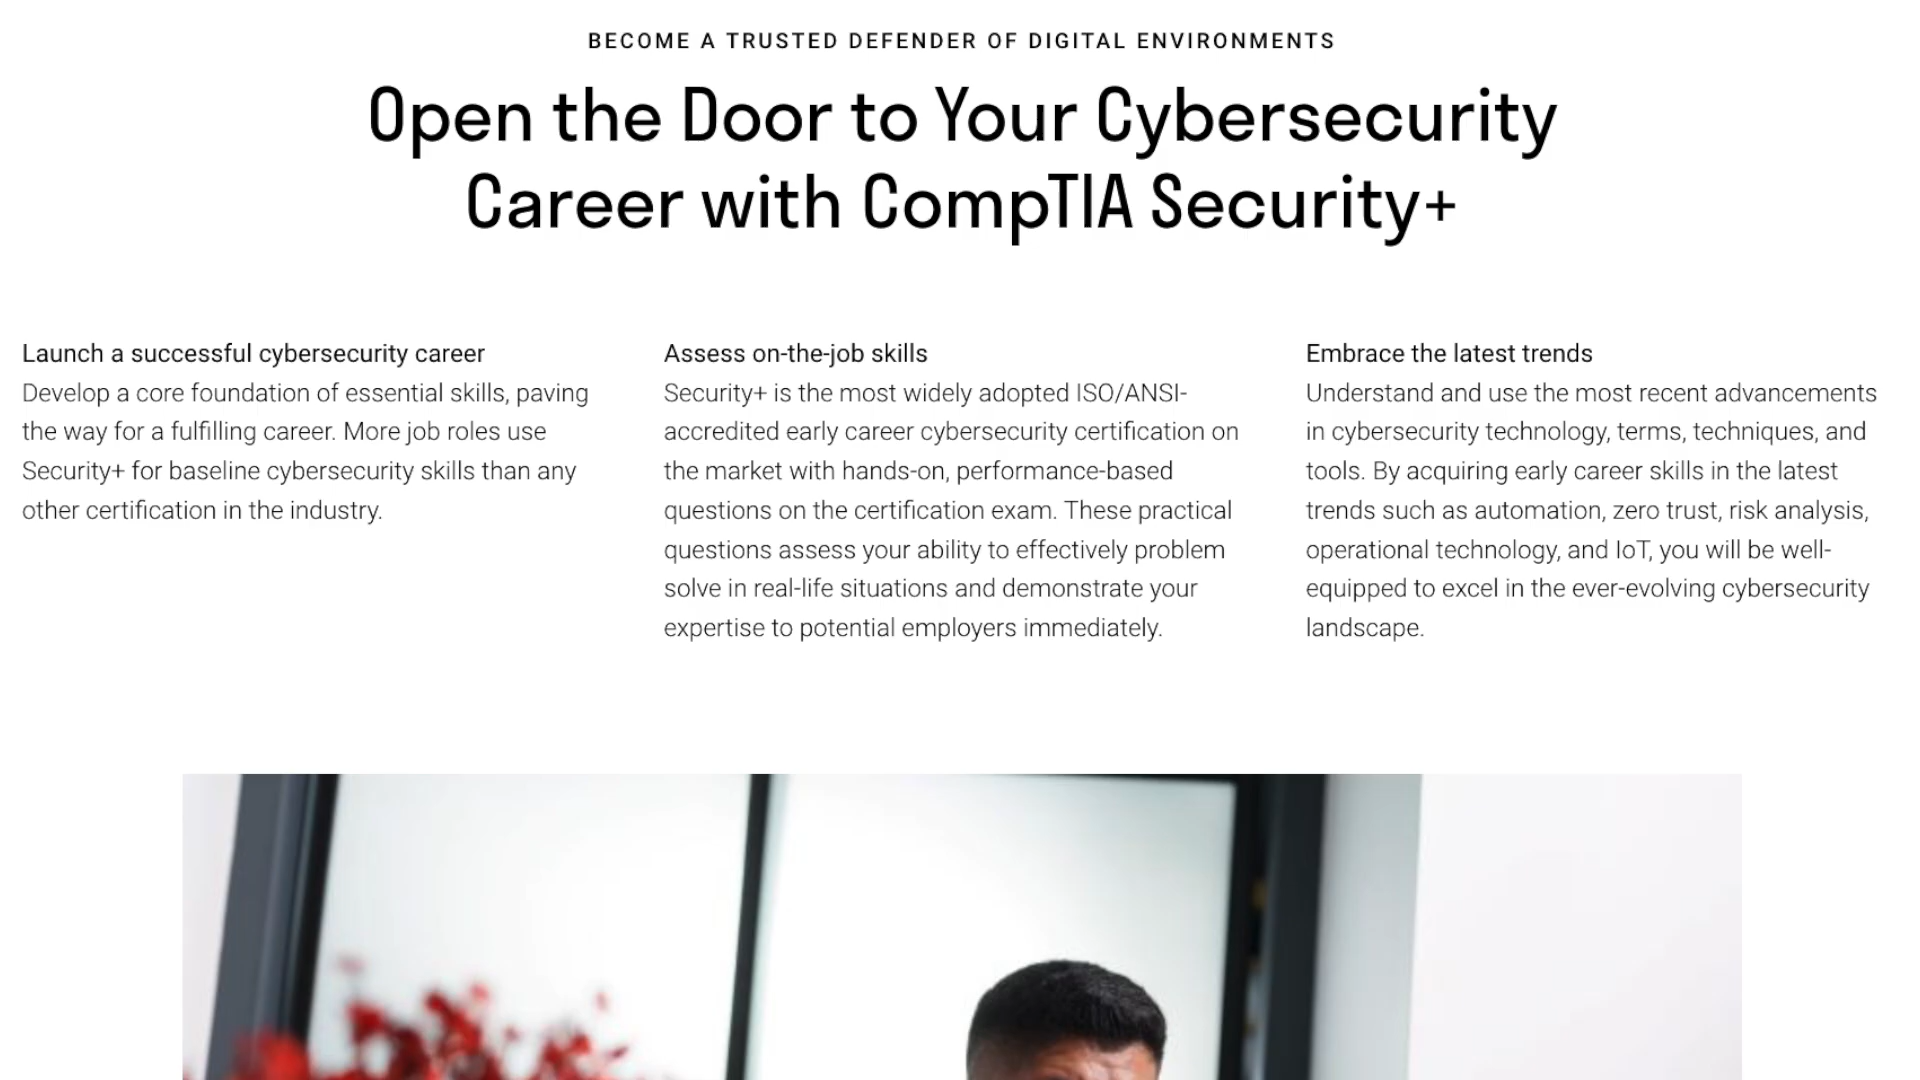 BECOME A TRUSTED DEFENDER OF DIGITAL ENVIRONMENTS
Open the Door to Your Cybersecurity
Career with CompTIA Security+
Launch a successful cybersecurity career
Develop a core foundation of essential skills, paving
the way for a fulfilling career. More job roles use
Security+ for baseline cybersecurity skills than any
other certification in the industry.
Assess on-the-job skills
Security+ is the most widely adopted ISO/ANSI-
accredited early career cybersecurity certification on
the market with hands-on, performance-based
questions on the certification exam. These practical
questions assess your ability to effectively problem
solve in real-life situations and demonstrate your
expertise to potential employers immediately.
Embrace the latest trends
Understand and use the most recent advancements
in cybersecurity technology, terms, techniques, and
tools. By acquiring early career skills in the latest
trends such as automation, zero trust, risk analysis,
operational technology, and IoT, you will be well-
equipped to excel in the ever-evolving cybersecurity
landscape.